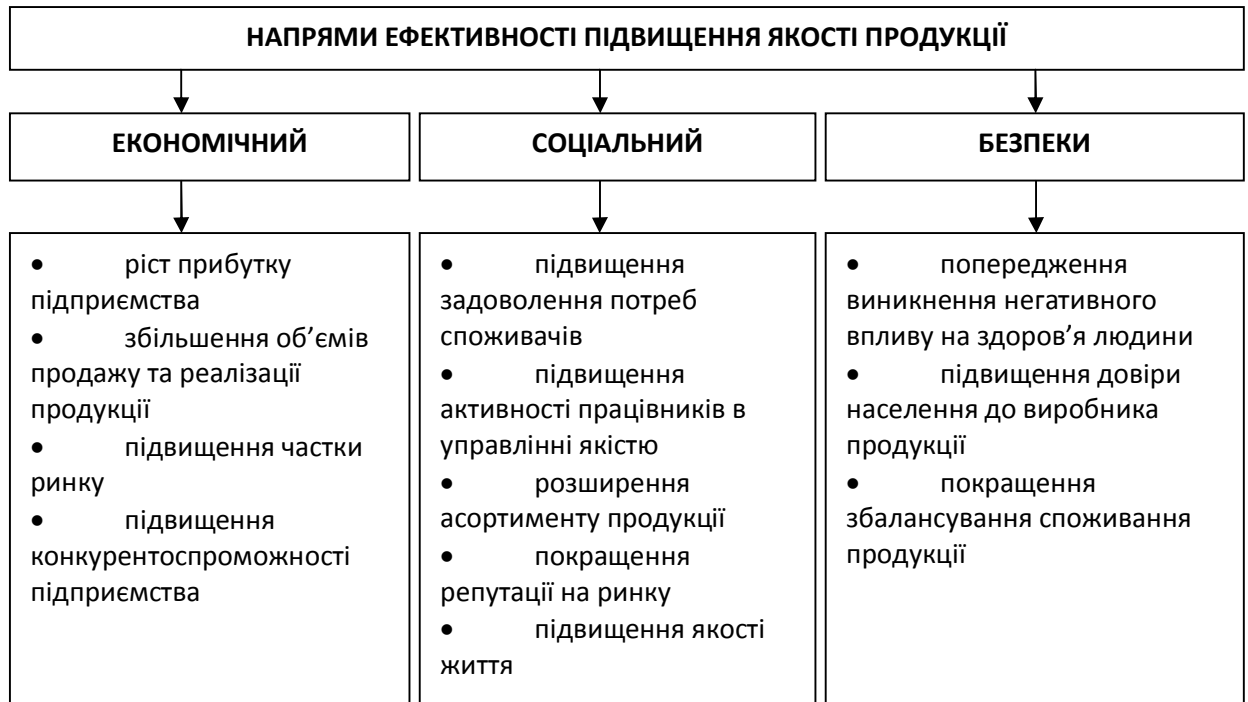 НАПРЯМИ ЕФЕКТИВНОСТІ ПІДВИЩЕННЯ ЯКОСТІ ПРОДУКЦІЇ
ЕКОНОМІЧНИЙ
• ріст прибутку
підприємства
• збільшення об’ємів
продажу та реалізації
продукції
• підвищення частки
ринку
• підвищення
конкурентоспроможності
підприємства
СОЦІАЛЬНИЙ
• підвищення
задоволення потреб
споживачів
• підвищення
активності працівників в
управлінні якістю
• розширення
асортименту продукції
• покращення
репутації на ринку
• підвищення якості
життя
БЕЗПЕКИ
• попередження
виникнення негативного
впливу на здоров’я людини
• підвищення довіри
населення до виробника
продукції
• покращення
збалансування споживання
продукції